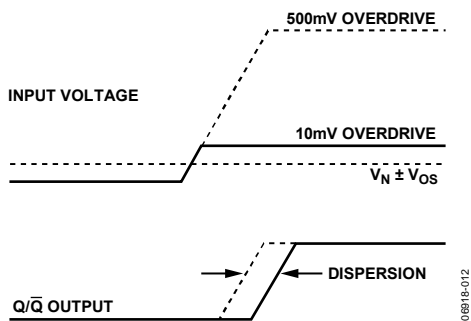 500mV OVERDRIVE
INPUT VOLTAGE
10mV OVERDRIVE
VN ± VOS
DISPERSION
Q/Q̅ OUTPUT
06918-012